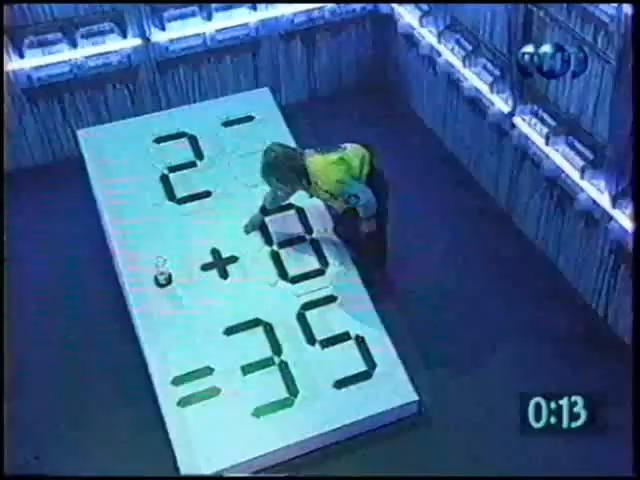 2 -
+ 8
= 35
0:13